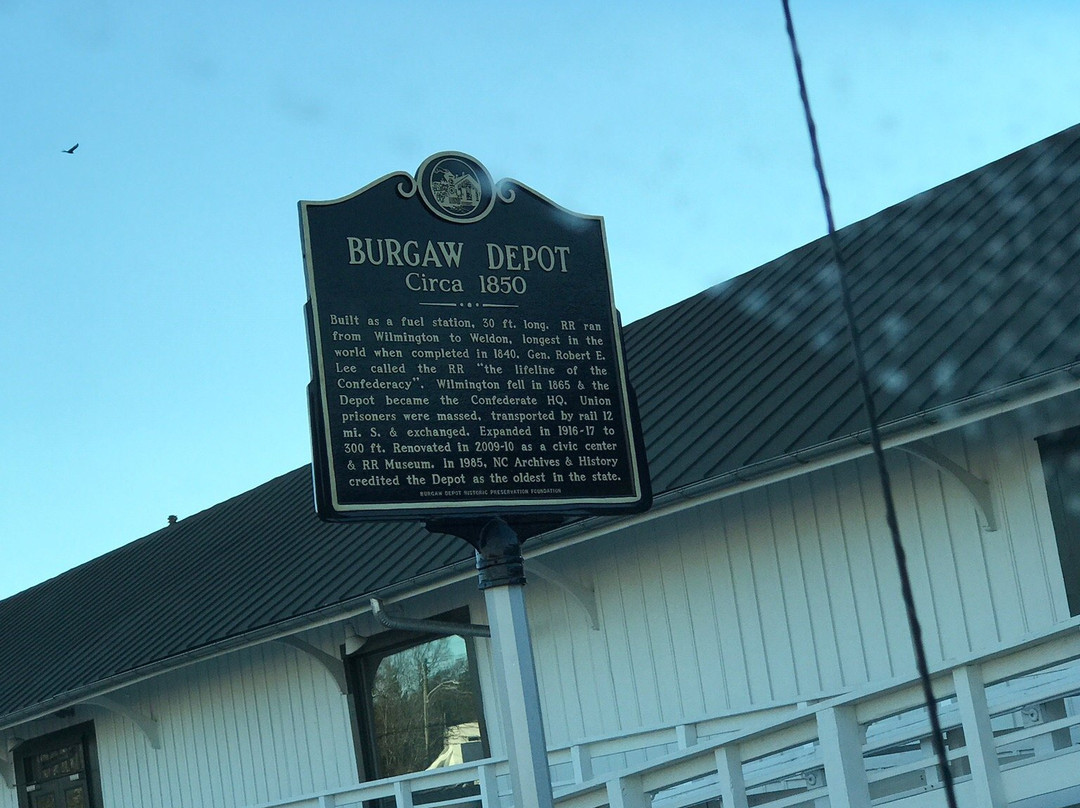 BURGAW DEPOT
Circa 1850
Built as a fuel station, 30 ft. long. RR ran
from Wilmington to Weldon, longest in the
world when completed in 1840. Gen. Robert E.
Lee called the RR "the lifeline of the
Confederacy". Wilmington fell in 1865 & the
Depot became the Confederate HQ. Union
prisoners were massed, transported by rail 12
mi. S. & exchanged. Expanded in 1916-17 to
300 ft. Renovated in 2009-10 as a civic center
& RR Museum. In 1985, NC Archives & History
credited the Depot as the oldest in the state.
BURGAW DEPOT HISTORIC PRESERVATION FOUNDATION